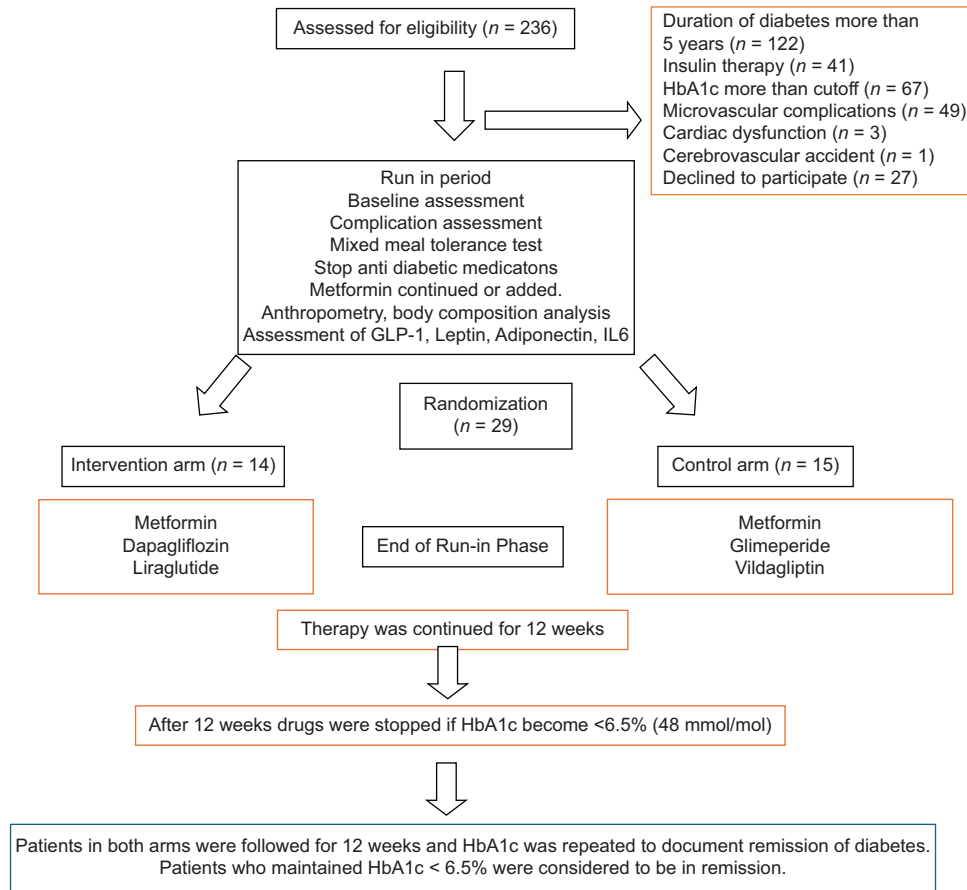 Assessed for eligibility (n = 236)
Duration of diabetes more than
5 years (n = 122)
Insulin therapy (n = 41)
HbA1c more than cutoff (n = 67)
Microvascular complications (n = 49)
Cardiac dysfunction (n = 3)
Cerebrovascular accident (n = 1)
Declined to participate (n = 27)
Run in period
Baseline assessment
Complication assessment
Mixed meal tolerance test
Stop anti diabetic medicatons
Metformin continued or added.
Anthropometry, body composition analysis
Assessment of GLP-1, Leptin, Adiponectin, IL6
Randomization
(n = 29)
Intervention arm (n = 14)
Control arm (n = 15)
Metformin
Dapagliflozin
Liraglutide
End of Run-in Phase
Metformin
Glimeperide
Vildagliptin
Therapy was continued for 12 weeks
After 12 weeks drugs were stopped if HbA1c become <6.5% (48 mmol/mol)
Patients in both arms were followed for 12 weeks and HbA1c was repeated to document remission of diabetes.
Patients who maintained HbA1c < 6.5% were considered to be in remission.